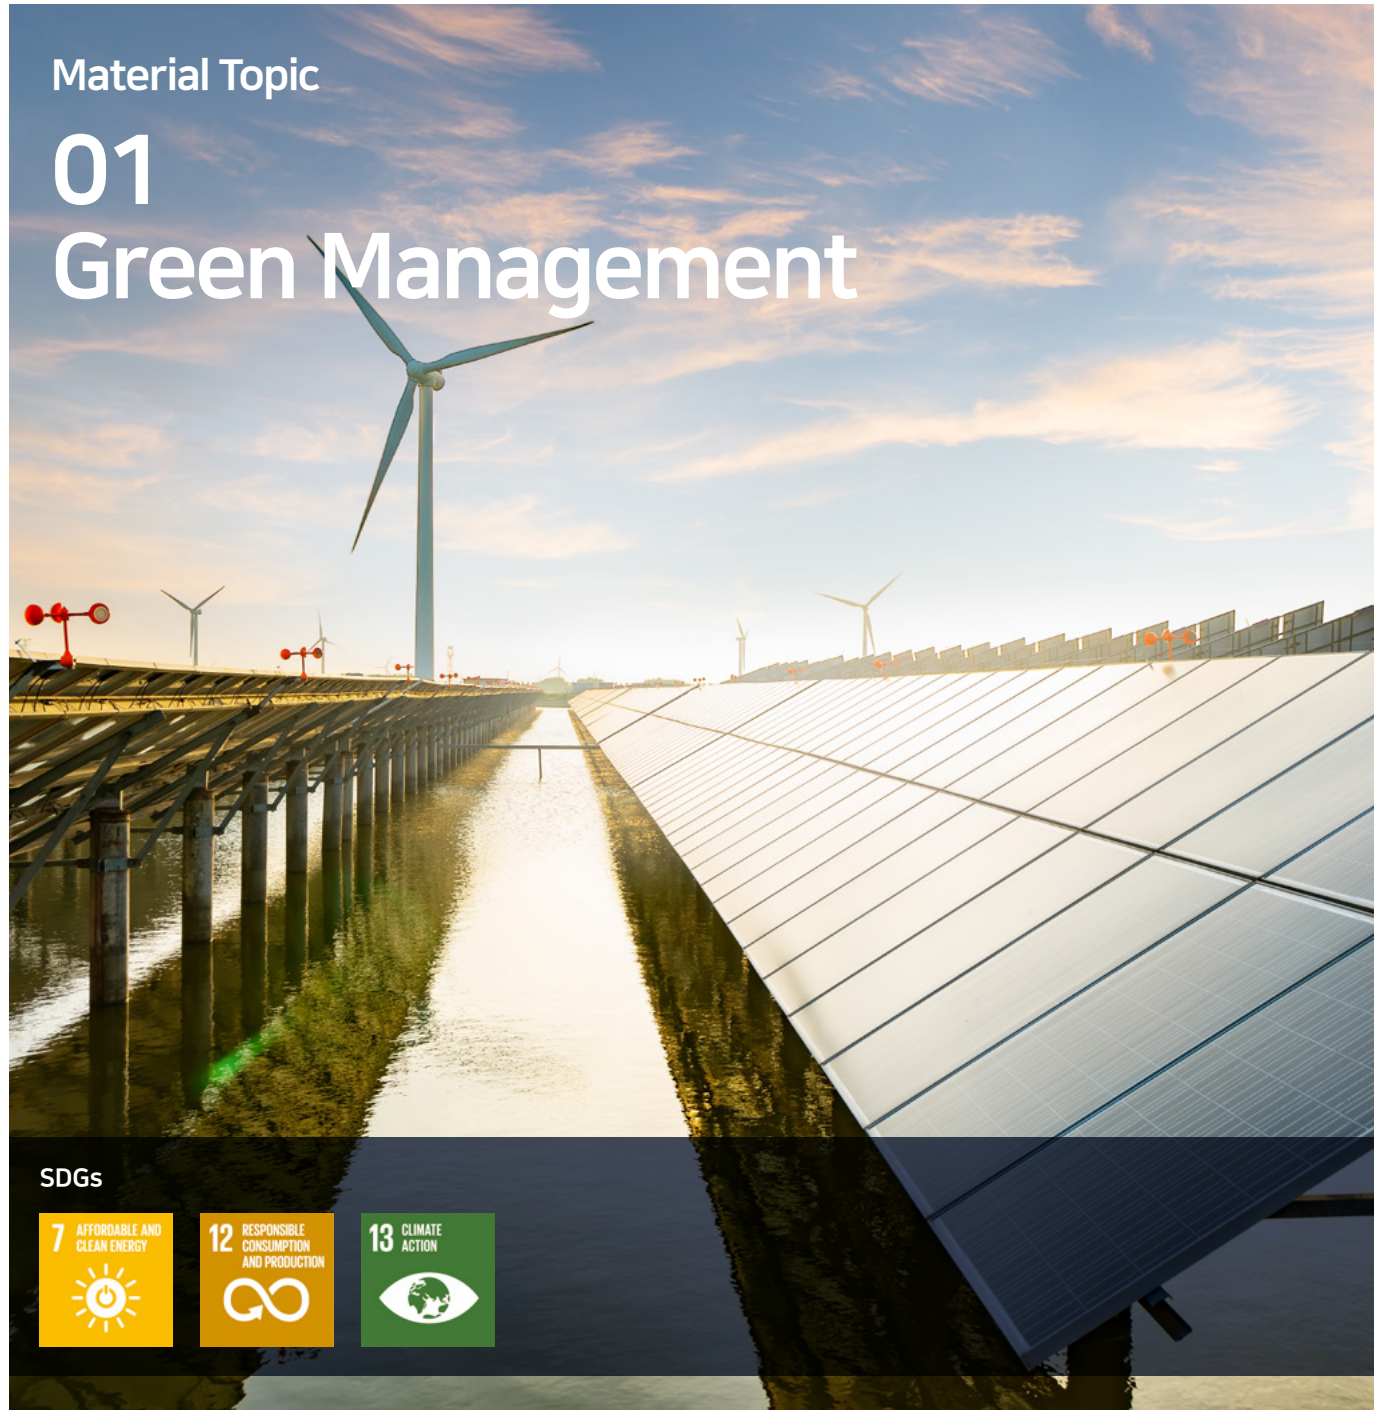 Material Topic
01
Green Management
SDGs
7 AFFORDABLE AND
CLEAN ENERGY
12 RESPONSIBLE
CONSUMPTION
AND PRODUCTION
13 CLIMATE
ACTION